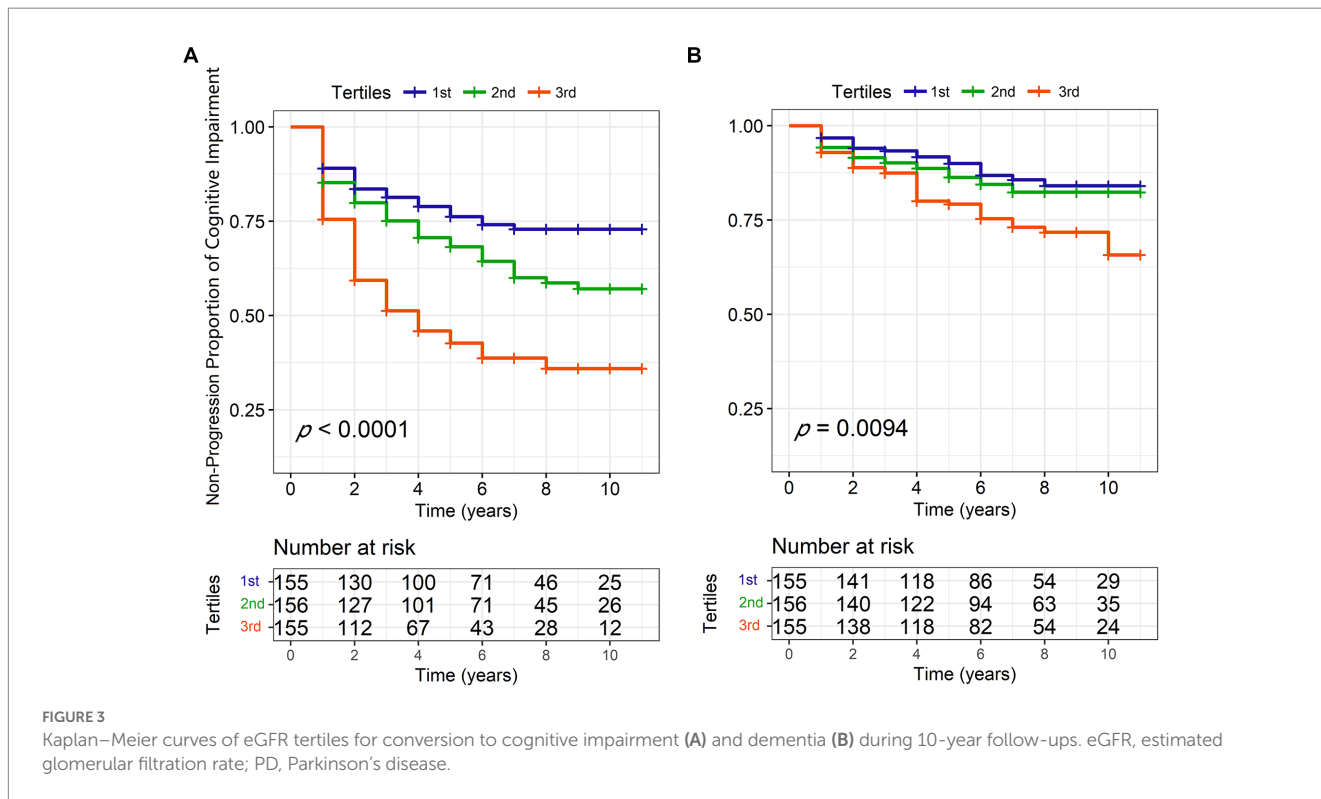 A
Non-Progression Proportion of Cognitive Impairment
Tertiles 1st 2nd 3rd
1.00
0.75
0.50
0.25
p < 0.0001
0 2 4 6 8 10
Time (years)
Number at risk
Tertiles
1st 155 130 100 71 46 25
2nd 156 127 101 71 45 26
3rd 155 112 67 43 28 12
0 2 4 6 8 10
Time (years)
B
Tertiles 1st 2nd 3rd
1.00
0.75
0.50
0.25
p = 0.0094
0 2 4 6 8 10
Time (years)
Number at risk
Tertiles
1st 155 141 118 86 54 29
2nd 156 140 122 94 63 35
3rd 155 138 118 82 54 24
0 2 4 6 8 10
Time (years)
FIGURE 3
Kaplan–Meier curves of eGFR tertiles for conversion to cognitive impairment (A) and dementia (B) during 10-year follow-ups. eGFR, estimated
glomerular filtration rate; PD, Parkinson’s disease.